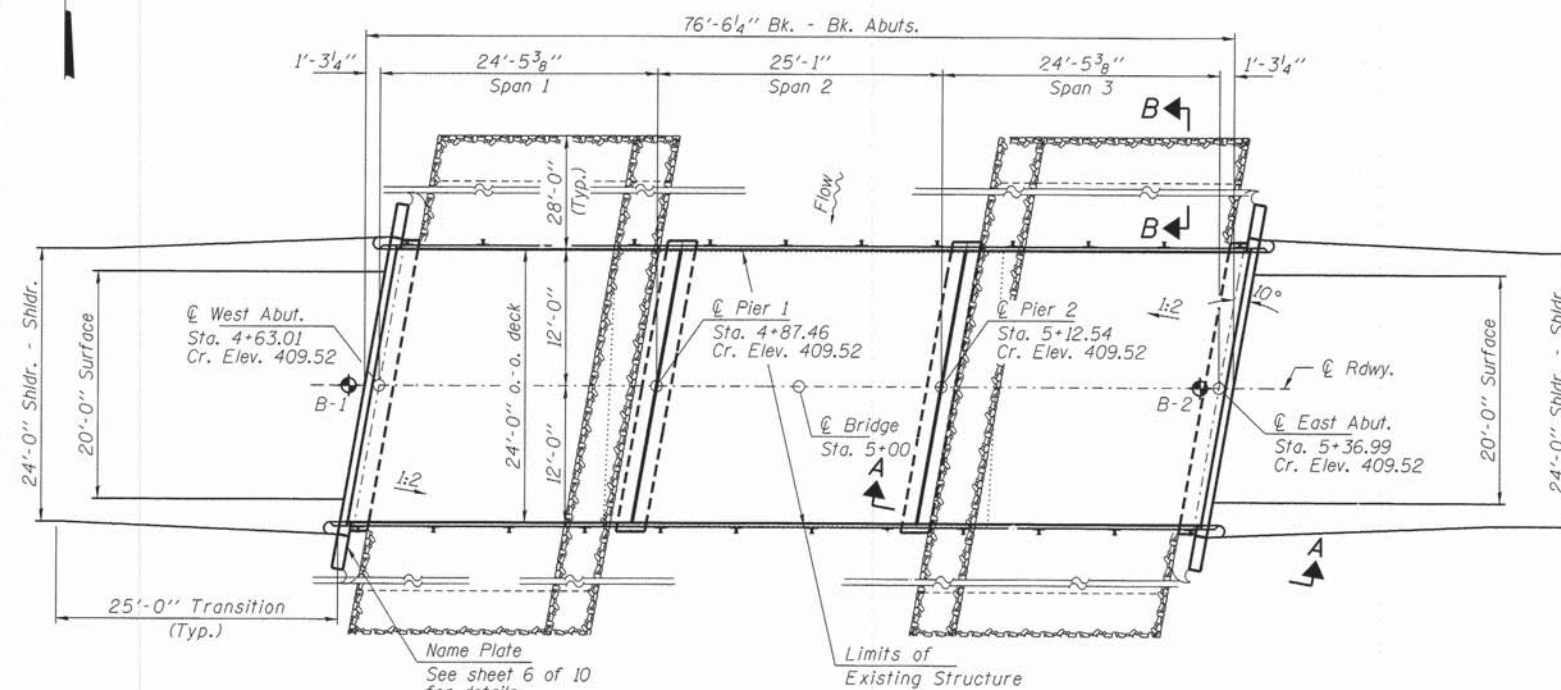 76'-6¼" Bk. - Bk. Abuts.
1'-3¼"
24'-5⅜"
25'-1"
24'-5⅜"
1'-3¼"
Span 1
Span 2
Span 3
B
28'-0"
(Typ.)
Flow
B
24'-0" Shldr. - Shldr.
20'-0" Surface
℄ West Abut.
Sta. 4+63.01
Cr. Elev. 409.52
24'-0" o.-o. deck
12'-0"
℄ Pier 1
Sta. 4+87.46
Cr. Elev. 409.52
℄ Pier 2
Sta. 5+12.54
Cr. Elev. 409.52
1:2
10°
20'-0" Surface
24'-0" Shldr. - Shldr.
℄ Rdwy.
B-1
B-2
℄ Bridge
Sta. 5+00
℄ East Abut.
Sta. 5+36.99
Cr. Elev. 409.52
12'-0"
1:2
A
A
25'-0" Transition
(Typ.)
Name Plate
See sheet 6 of 10
for details
Limits of
Existing Structure